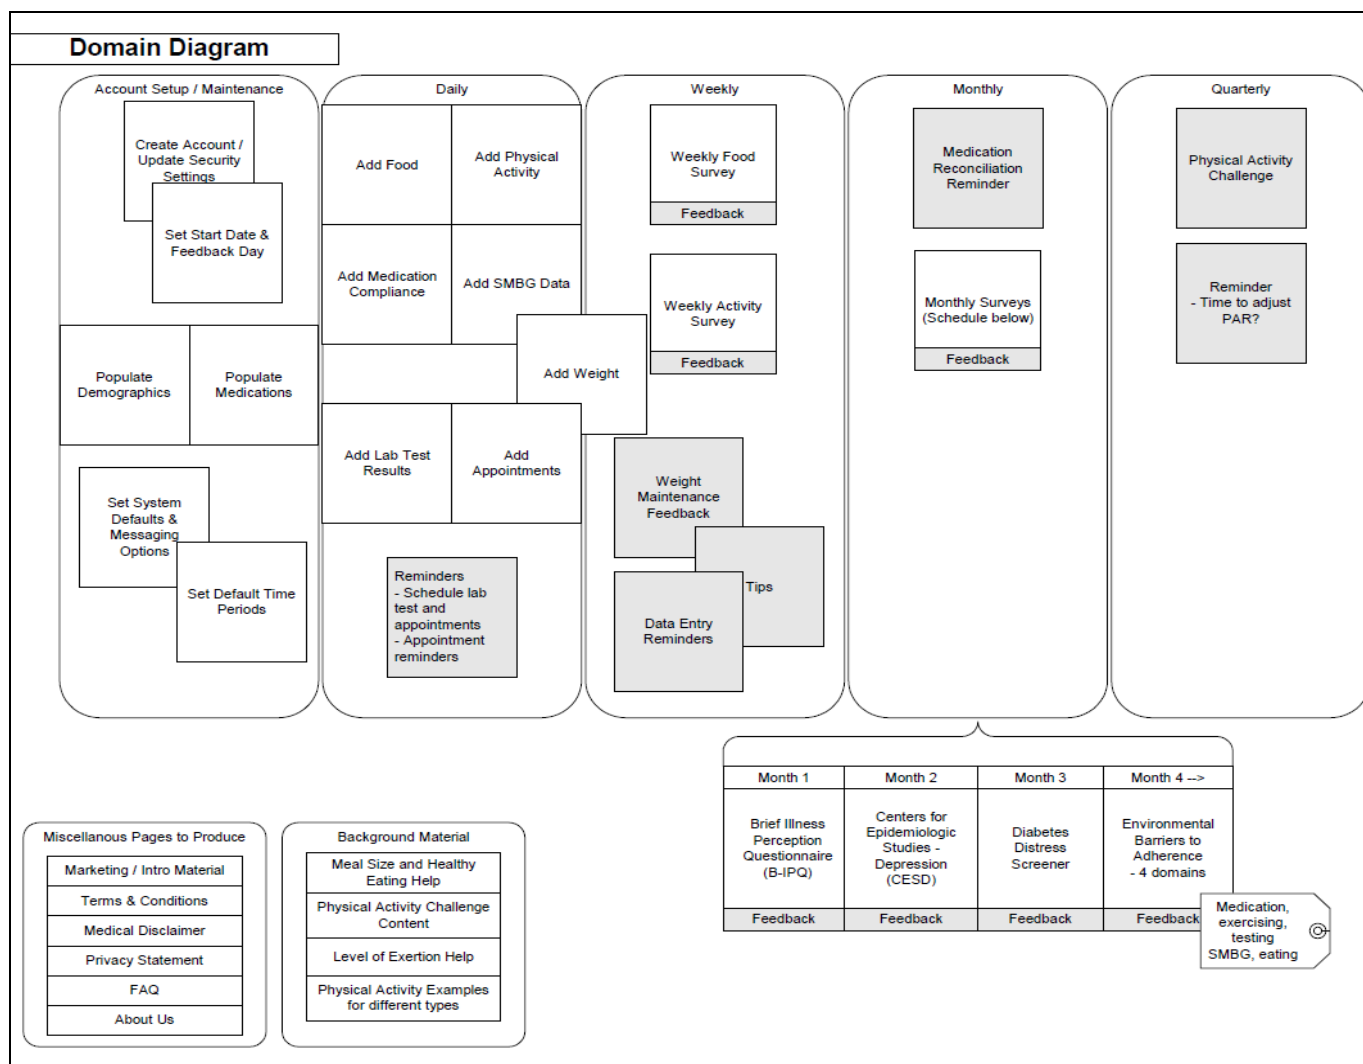 Domain Diagram
Account Setup / Maintenance
Create Account /
Update Security
Settings
Set Start Date &
Feedback Day
Populate
Demographics
Populate
Medications
Set System
Defaults &
Messaging
Options
Set Default Time
Periods
Daily
Add Food
Add Physical
Activity
Add Medication
Compliance
Add SMBG Data
Add Weight
Add Lab Test
Results
Add
Appointments
Reminders
- Schedule lab
test and
appointments
- Appointment
reminders
Weekly
Weekly Food
Survey
Feedback
Weekly Activity
Survey
Feedback
Weight
Maintenance
Feedback
Tips
Data Entry
Reminders
Monthly
Medication
Reconciliation
Reminder
Monthly Surveys
(Schedule below)
Feedback
Quarterly
Physical Activity
Challenge
Reminder
- Time to adjust
PAR?
Month 1
Brief Illness
Perception
Questionnaire
(B-IPQ)
Feedback
Month 2
Centers for
Epidemiologic
Studies -
Depression
(CESD)
Feedback
Month 3
Diabetes
Distress
Screener
Feedback
Month 4 -->
Environmental
Barriers to
Adherence
- 4 domains
Feedback
Medication,
exercising,
testing
SMBG, eating
Miscellanous Pages to Produce
Marketing / Intro Material
Terms & Conditions
Medical Disclaimer
Privacy Statement
FAQ
About Us
Background Material
Meal Size and Healthy
Eating Help
Physical Activity Challenge
Content
Level of Exertion Help
Physical Activity Examples
for different types